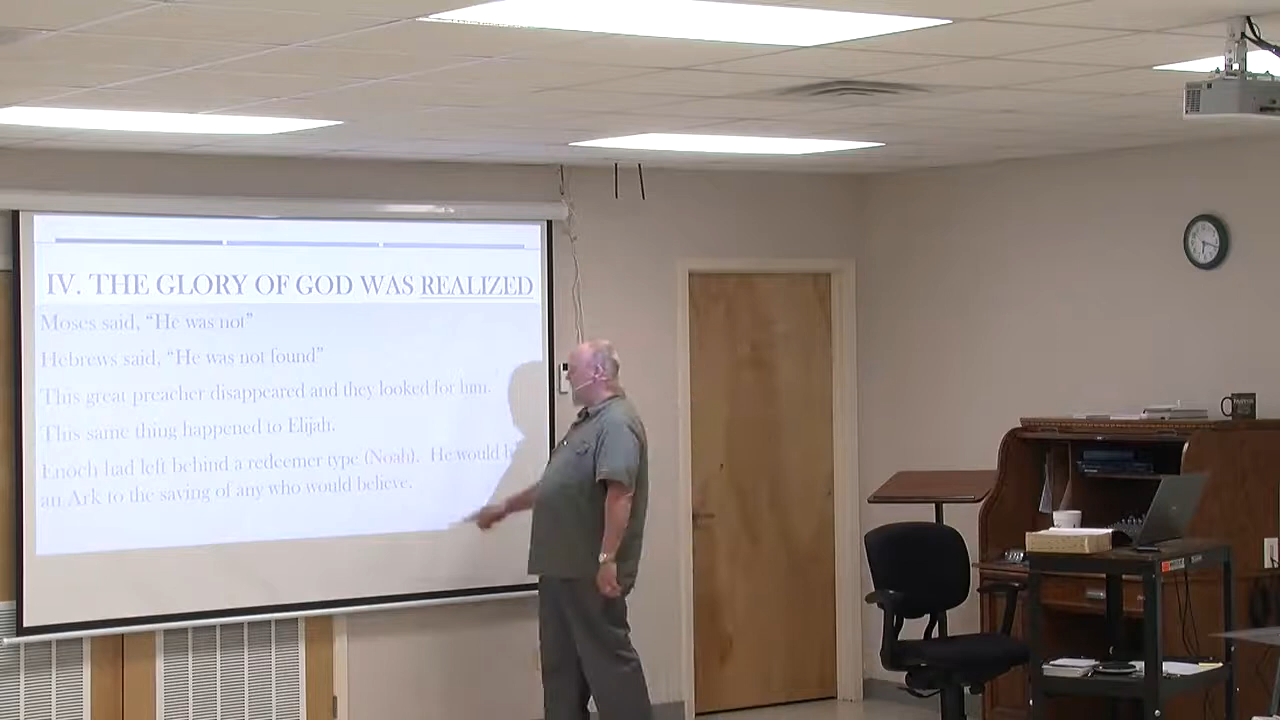 IV. THE GLORY OF GOD WAS REALIZED
Moses said, “He was not”
Hebrews said, “He was not found”
This great preacher disappeared and they looked for him.
This same thing happened to Elijah.
Enoch had left behind a redeemer type (Noah). He would
an Ark to the saving of any who would believe.